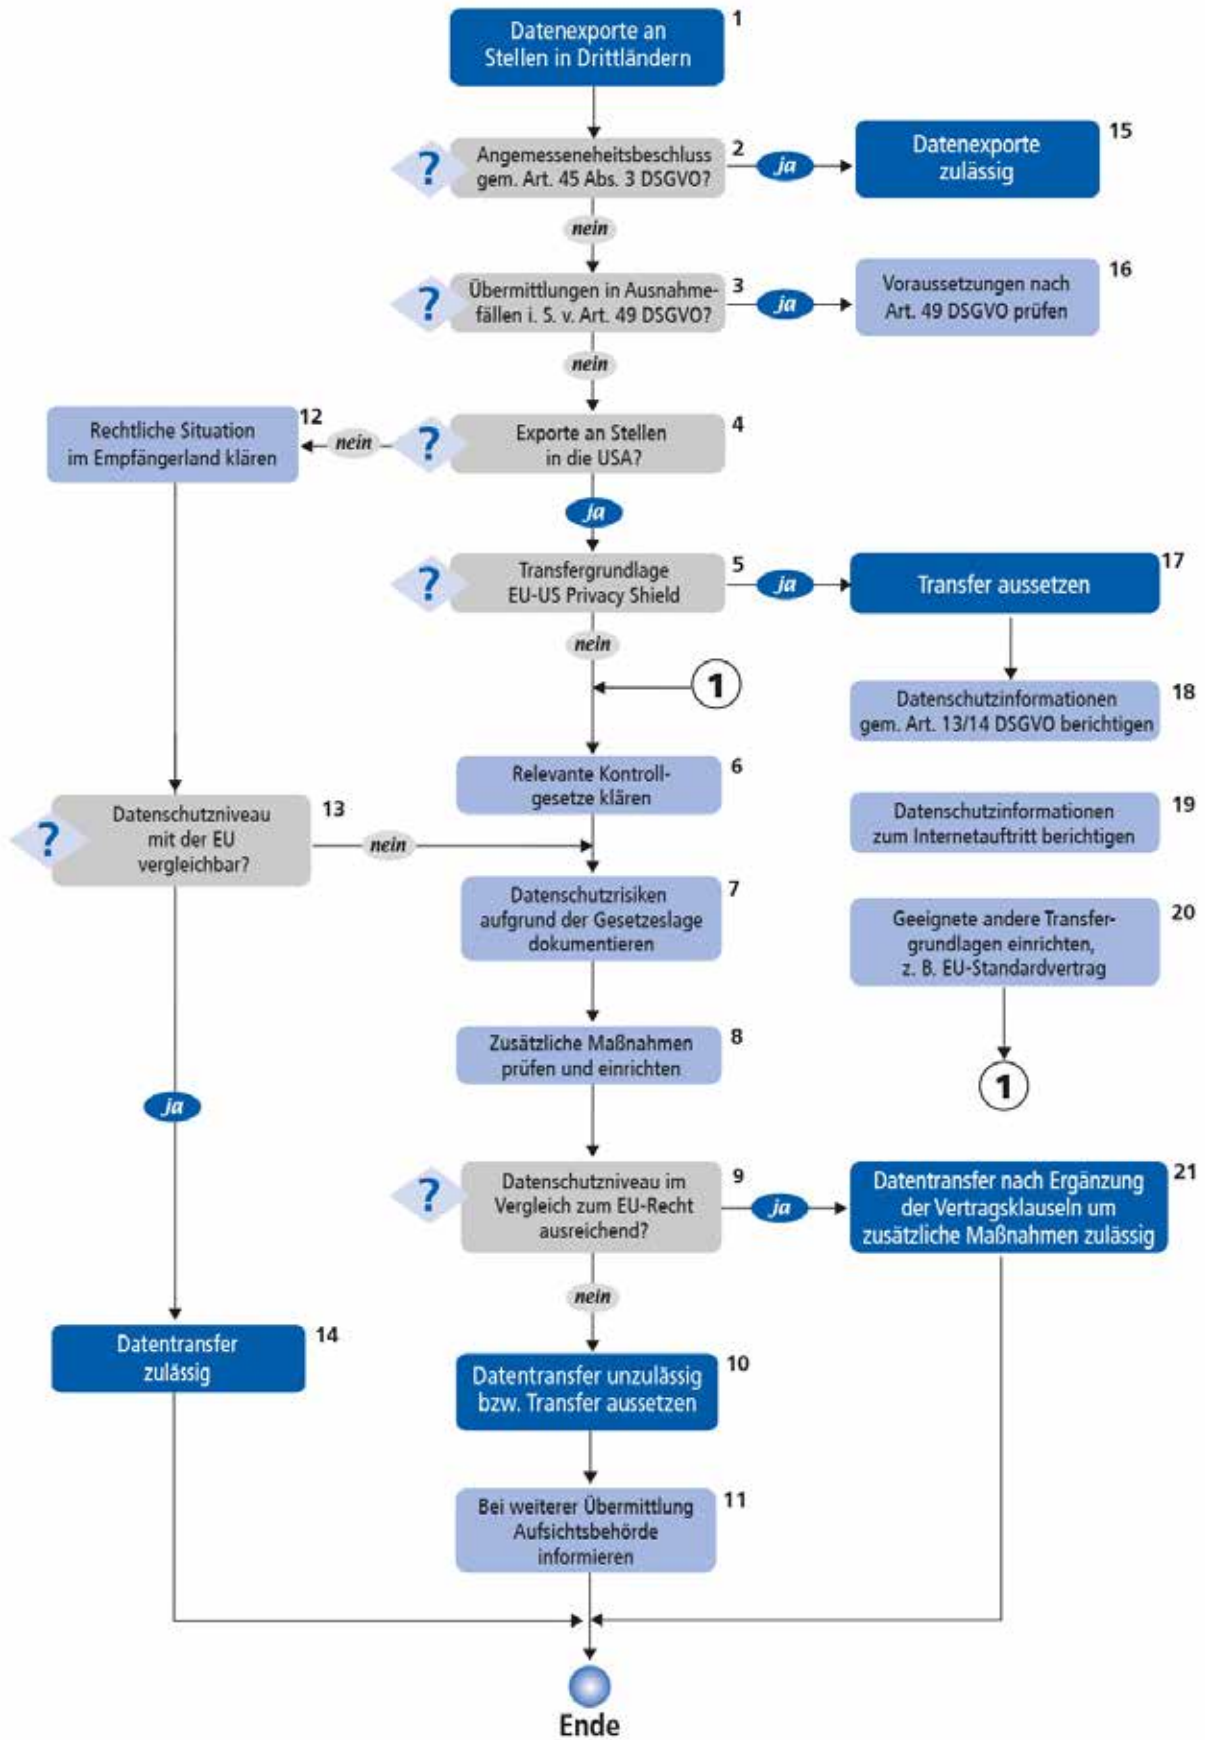 Datenexporte an
Stellen in Drittländern
1
?
Angemesseneheitsbeschluss
gem. Art. 45 Abs. 3 DSGVO?
2
ja
Datenexporte
zulässig
15
nein
?
Übermittlungen in Ausnahme-
fällen i. S. v. Art. 49 DSGVO?
3
ja
Voraussetzungen nach
Art. 49 DSGVO prüfen
16
nein
Rechtliche Situation
im Empfängerland klären
12
nein
?
Exporte an Stellen
in die USA?
4
ja
?
Transfergrundlage
EU-US Privacy Shield
5
ja
Transfer aussetzen
17
nein
1
Datenschutzinformationen
gem. Art. 13/14 DSGVO berichtigen
18
Relevante Kontroll-
gesetze klären
6
?
Datenschutzniveau
mit der EU
vergleichbar?
13
nein
Datenschutzinformationen
zum Internetauftritt berichtigen
19
Datenschutzrisiken
aufgrund der Gesetzeslage
dokumentieren
7
Geeignete andere Transfer-
grundlagen einrichten,
z. B. EU-Standardvertrag
20
Zusätzliche Maßnahmen
prüfen und einrichten
8
1
ja
?
Datenschutzniveau im
Vergleich zum EU-Recht
ausreichend?
9
ja
Datentransfer nach Ergänzung
der Vertragsklauseln um
zusätzliche Maßnahmen zulässig
21
nein
Datentransfer
zulässig
14
Datentransfer unzulässig
bzw. Transfer aussetzen
10
Bei weiterer Übermittlung
Aufsichtsbehörde
informieren
11
Ende